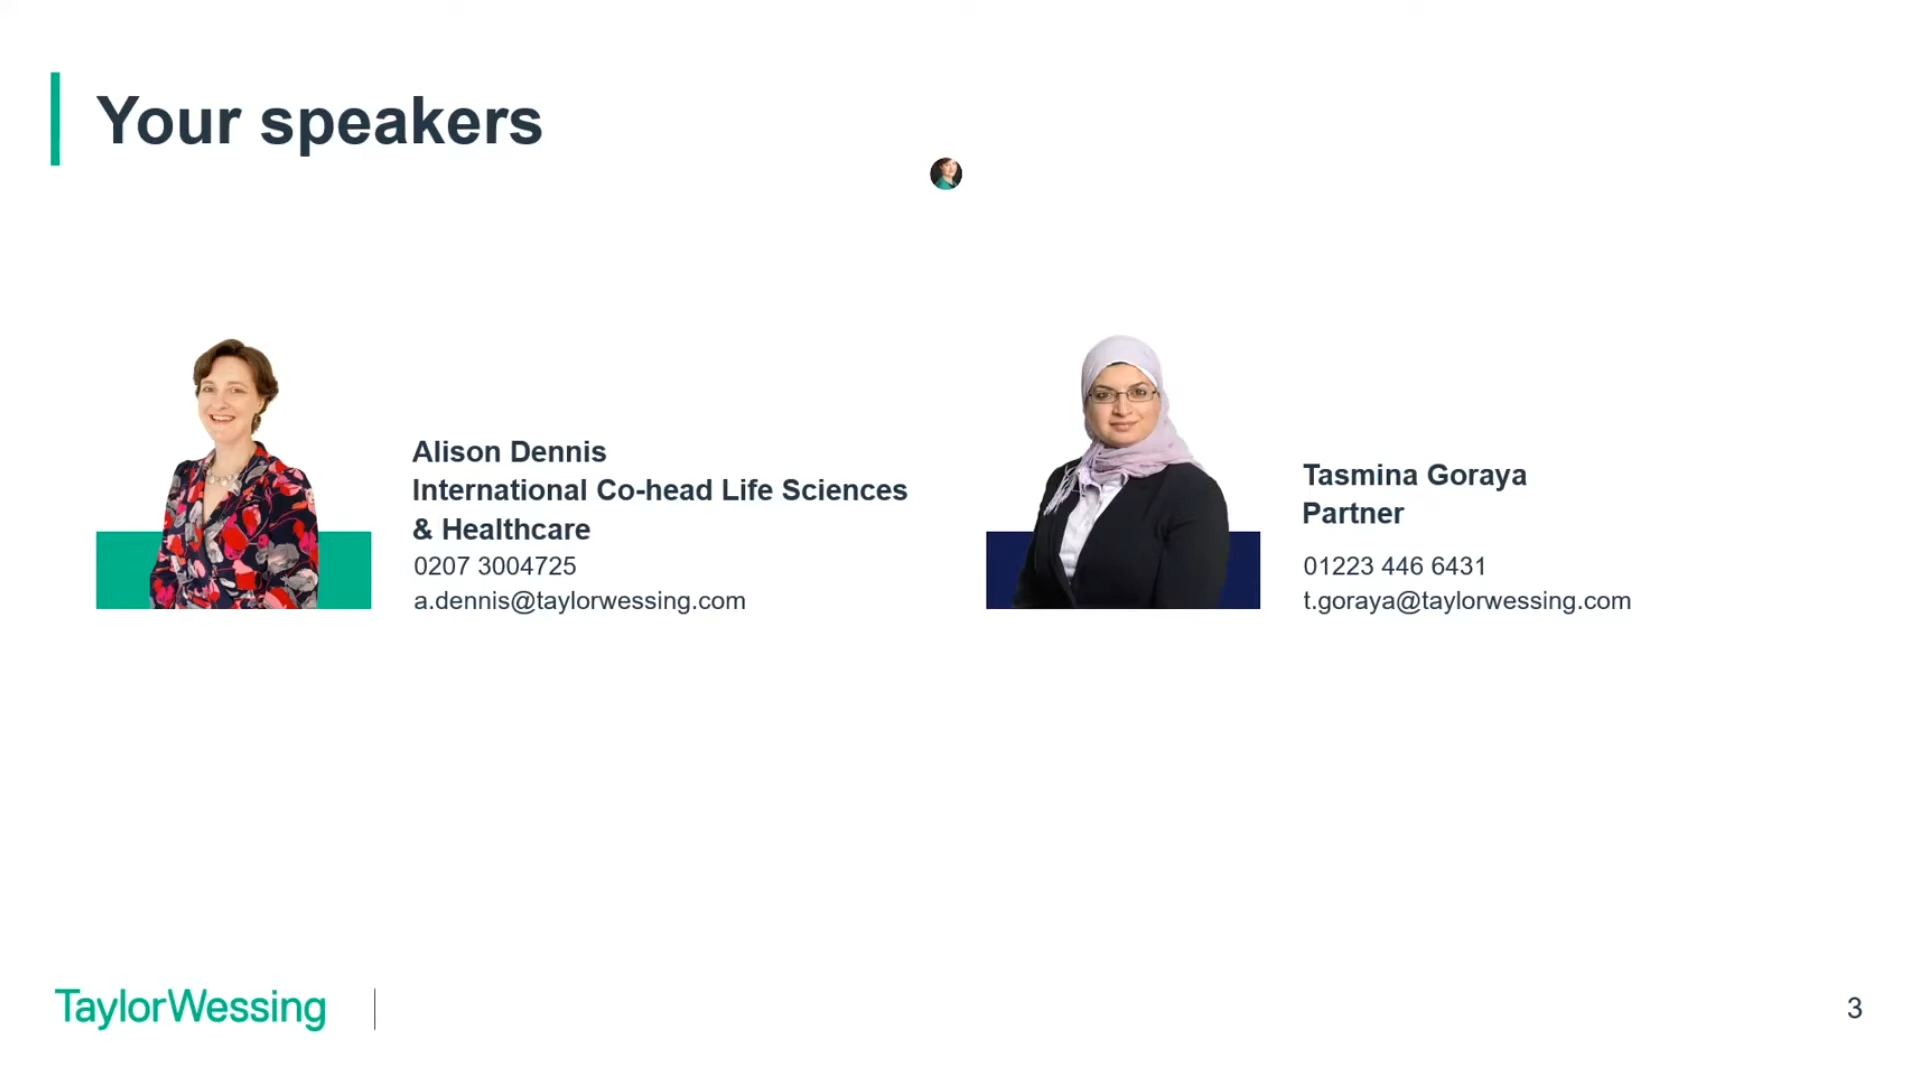 Your speakers
Alison Dennis
International Co-head Life Sciences
& Healthcare
0207 3004725
a.dennis@taylorwessing.com
Tasmina Goraya
Partner
01223 446 6431
t.goraya@taylorwessing.com
TaylorWessing
3